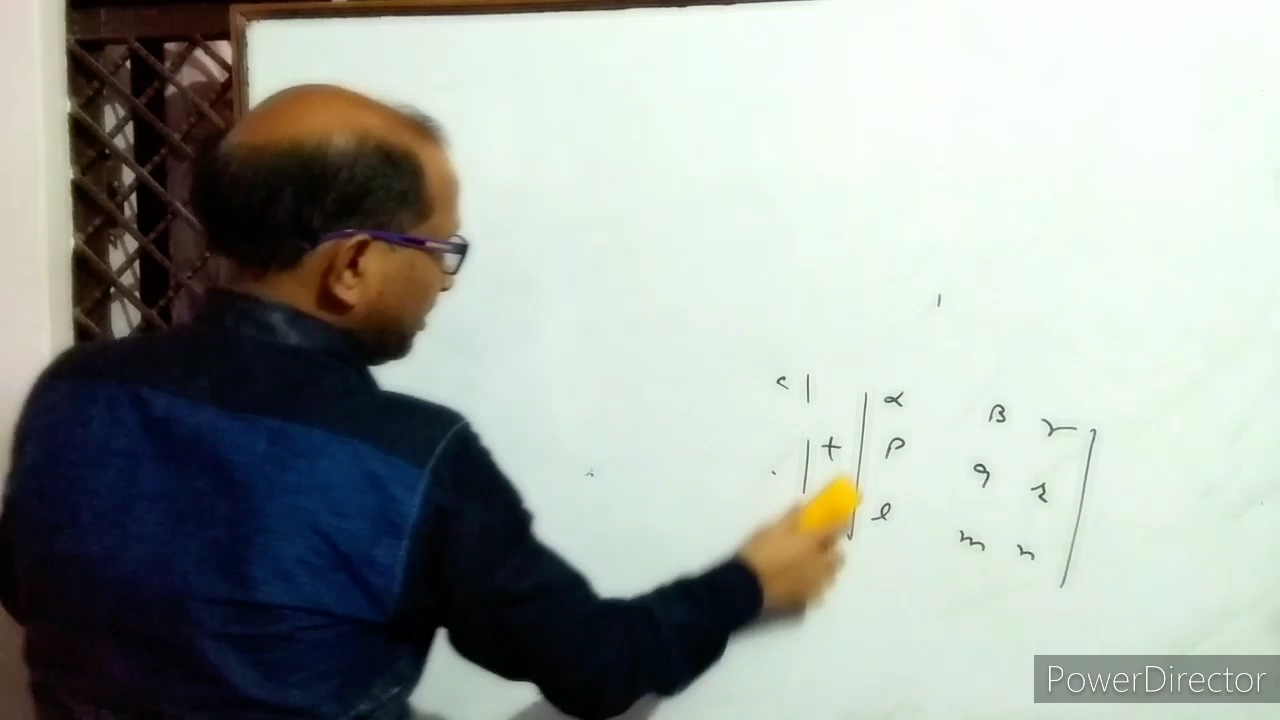 c | | α β γ |
| + | p q r |
| l m n |
PowerDirector